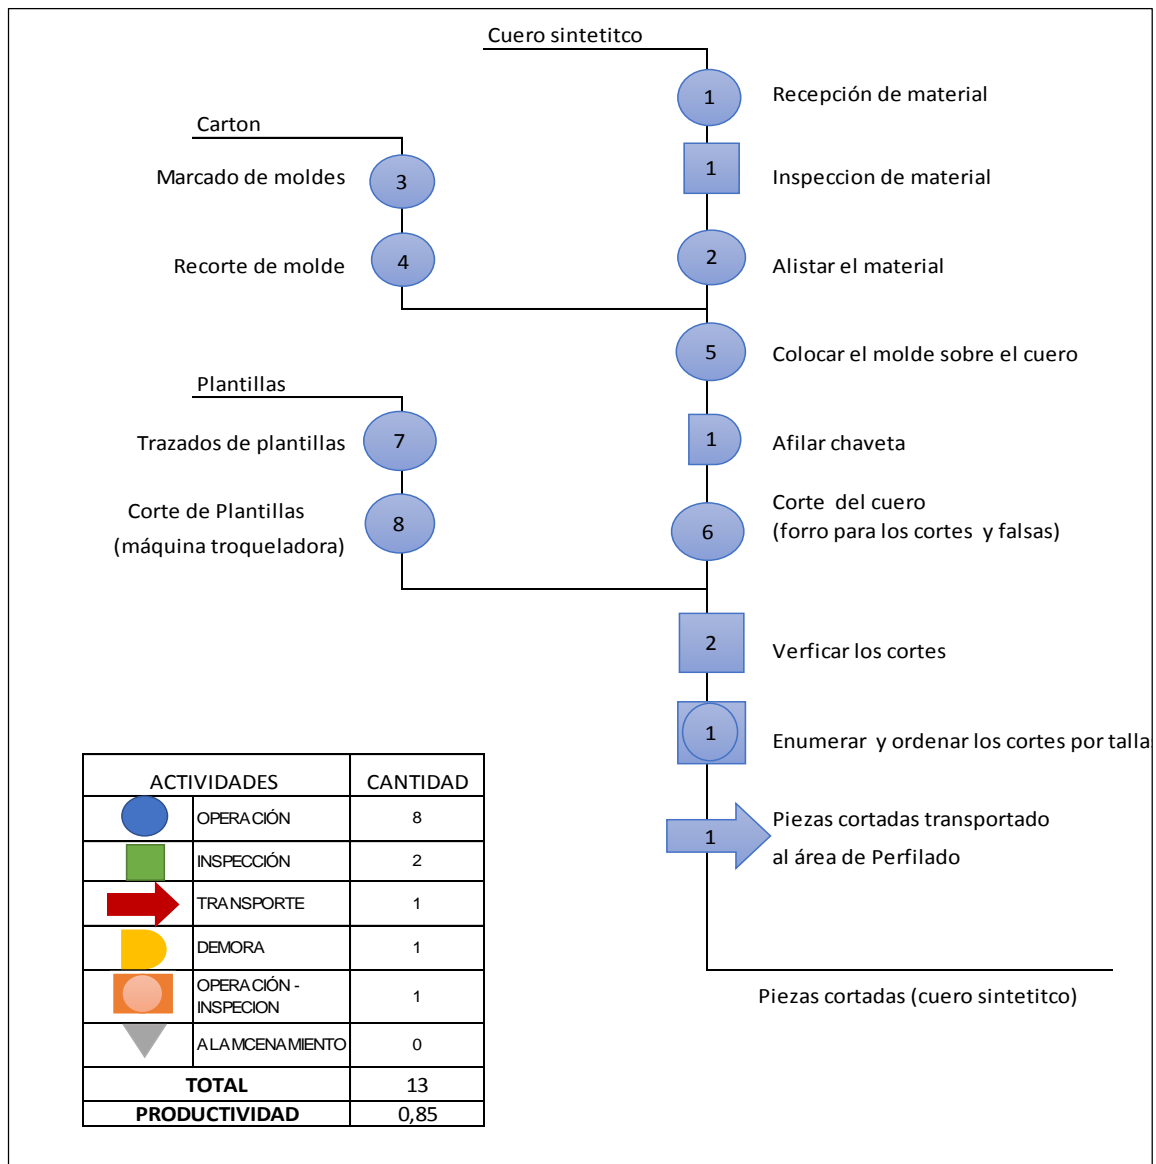 Cuero sintetitco
1
Recepción de material
Carton
1
Inspeccion de material
Marcado de moldes
3
2
Alistar el material
Recorte de molde
4
5
Colocar el molde sobre el cuero
Plantillas
Trazados de plantillas
7
1
Afilar chaveta
Corte de Plantillas
(máquina troqueladora)
8
6
Corte del cuero
(forro para los cortes y falsas)
2
Verficar los cortes
1
Enumerar y ordenar los cortes por talla
1
Piezas cortadas transportado
al área de Perfilado
Piezas cortadas (cuero sintetitco)
ACTIVIDADES CANTIDAD
OPERACIÓN 8
INSPECCIÓN 2
TRANSPORTE 1
DEMORA 1
OPERACIÓN -
INSPECION 1
ALAMCENAMIENTO 0
TOTAL 13
PRODUCTIVIDAD 0,85